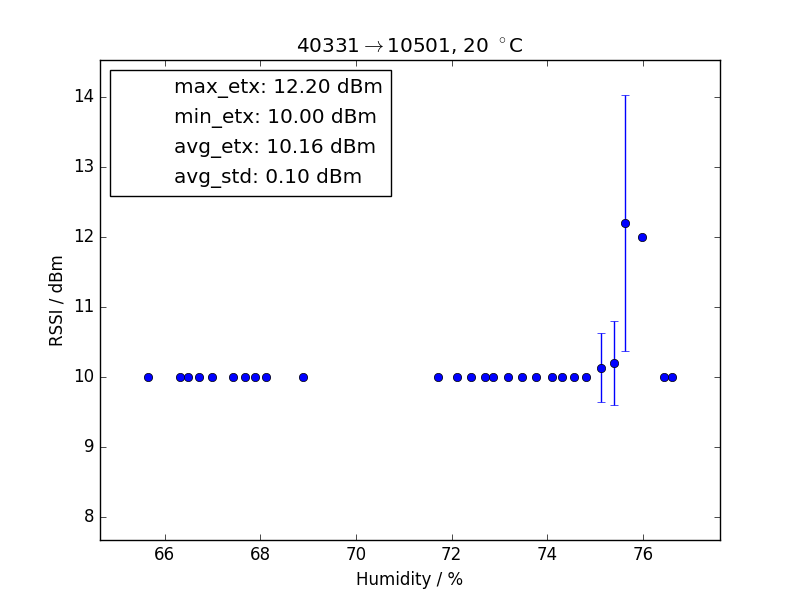 40331→10501, 20 °C
max_etx: 12.20 dBm
min_etx: 10.00 dBm
avg_etx: 10.16 dBm
avg_std: 0.10 dBm
RSSI / dBm
14
13
12
11
10
9
8
66 68 70 72 74 76
Humidity / %